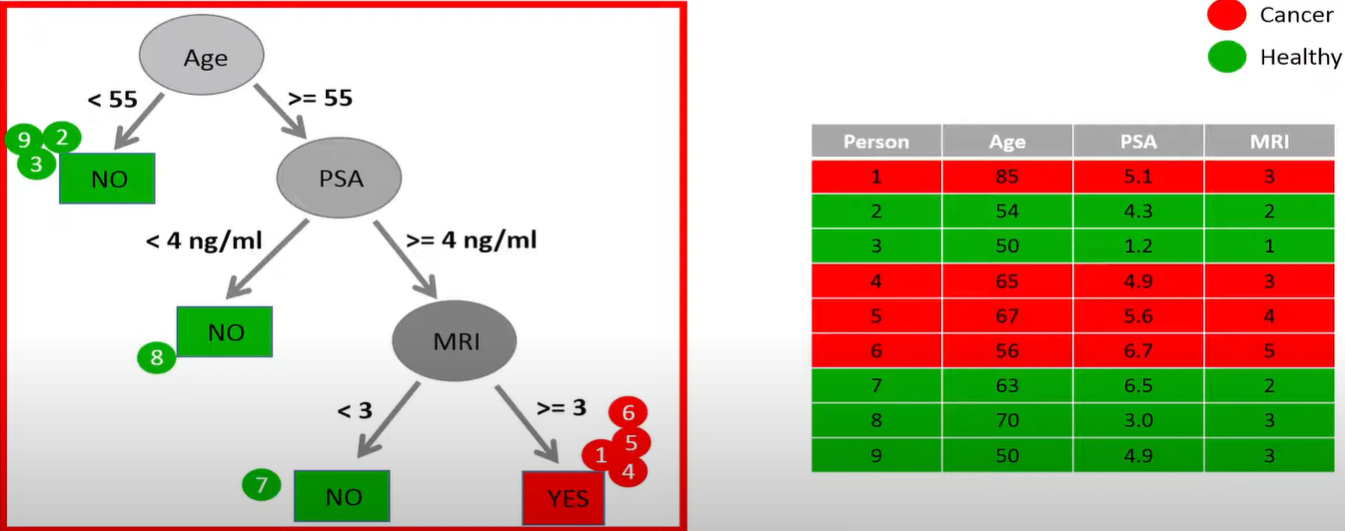 Cancer
Healthy
Age
< 55
>= 55
9 2
3
NO
PSA
< 4 ng/ml
>= 4 ng/ml
NO
8
MRI
< 3
>= 3
6
5
1
4
7
NO
YES
Person Age PSA MRI
1 85 5.1 3
2 54 4.3 2
3 50 1.2 1
4 65 4.9 3
5 67 5.6 4
6 56 6.7 5
7 63 6.5 2
8 70 3.0 3
9 50 4.9 3